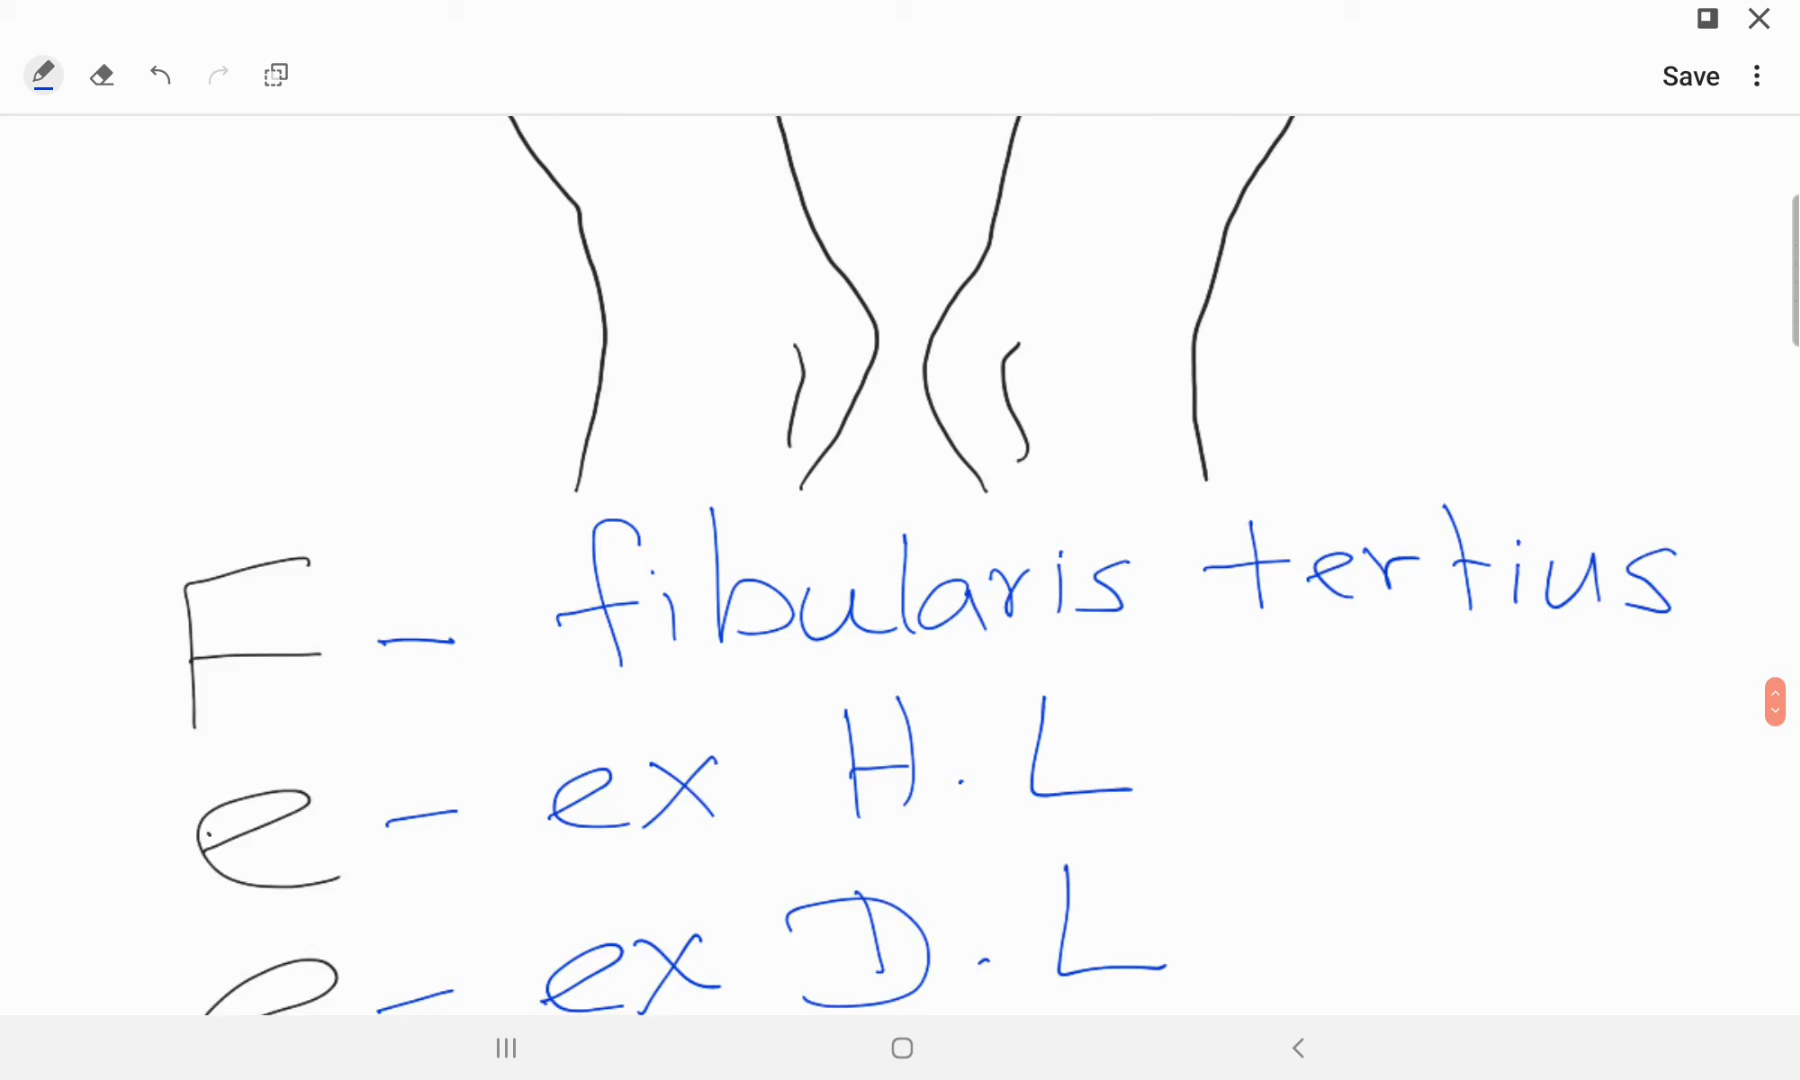 Save
F - fibularis tertius
e - ex H.L
e - ex D.L